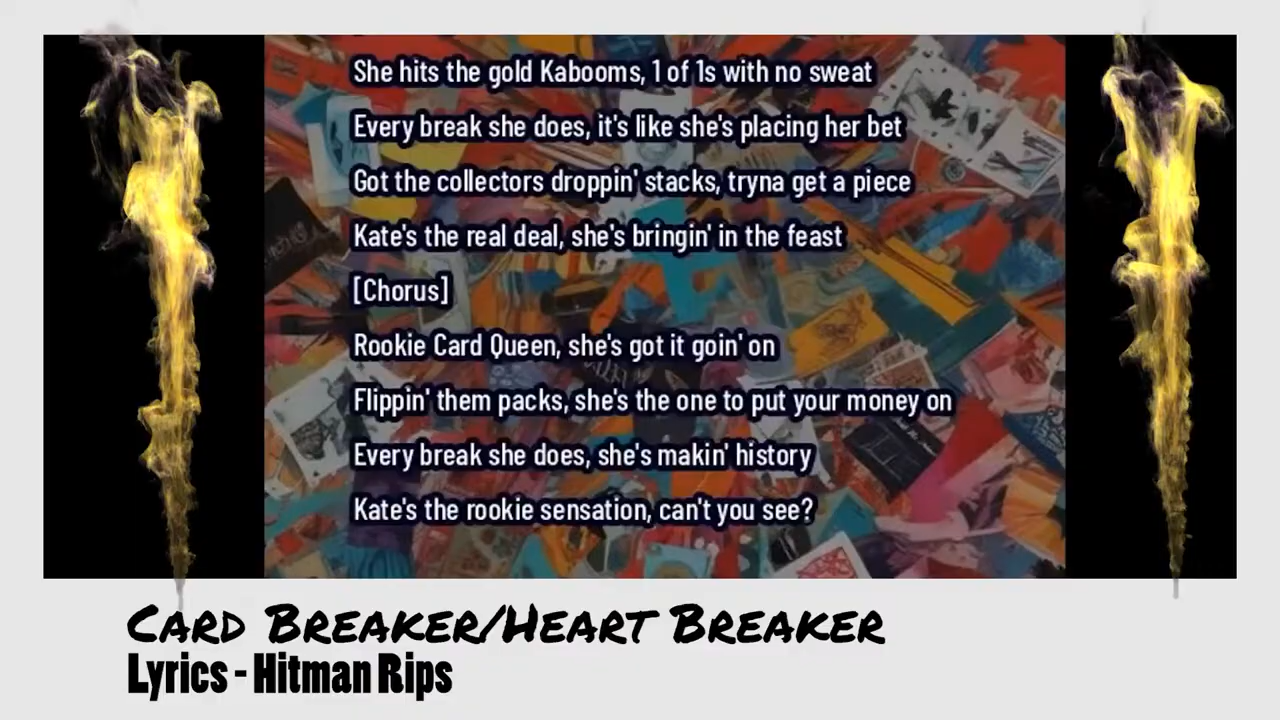 She hits the gold Kabooms, 1 of 1s with no sweat
Every break she does, it's like she's placing her bet
Got the collectors droppin' stacks, tryna get a piece
Kate's the real deal, she's bringin' in the feast
[Chorus]
Rookie Card Queen, she's got it goin' on
Flippin' them packs, she's the one to put your money on
Every break she does, she's makin' history
Kate's the rookie sensation, can't you see?
Card Breaker/Heart Breaker
Lyrics - Hitman Rips